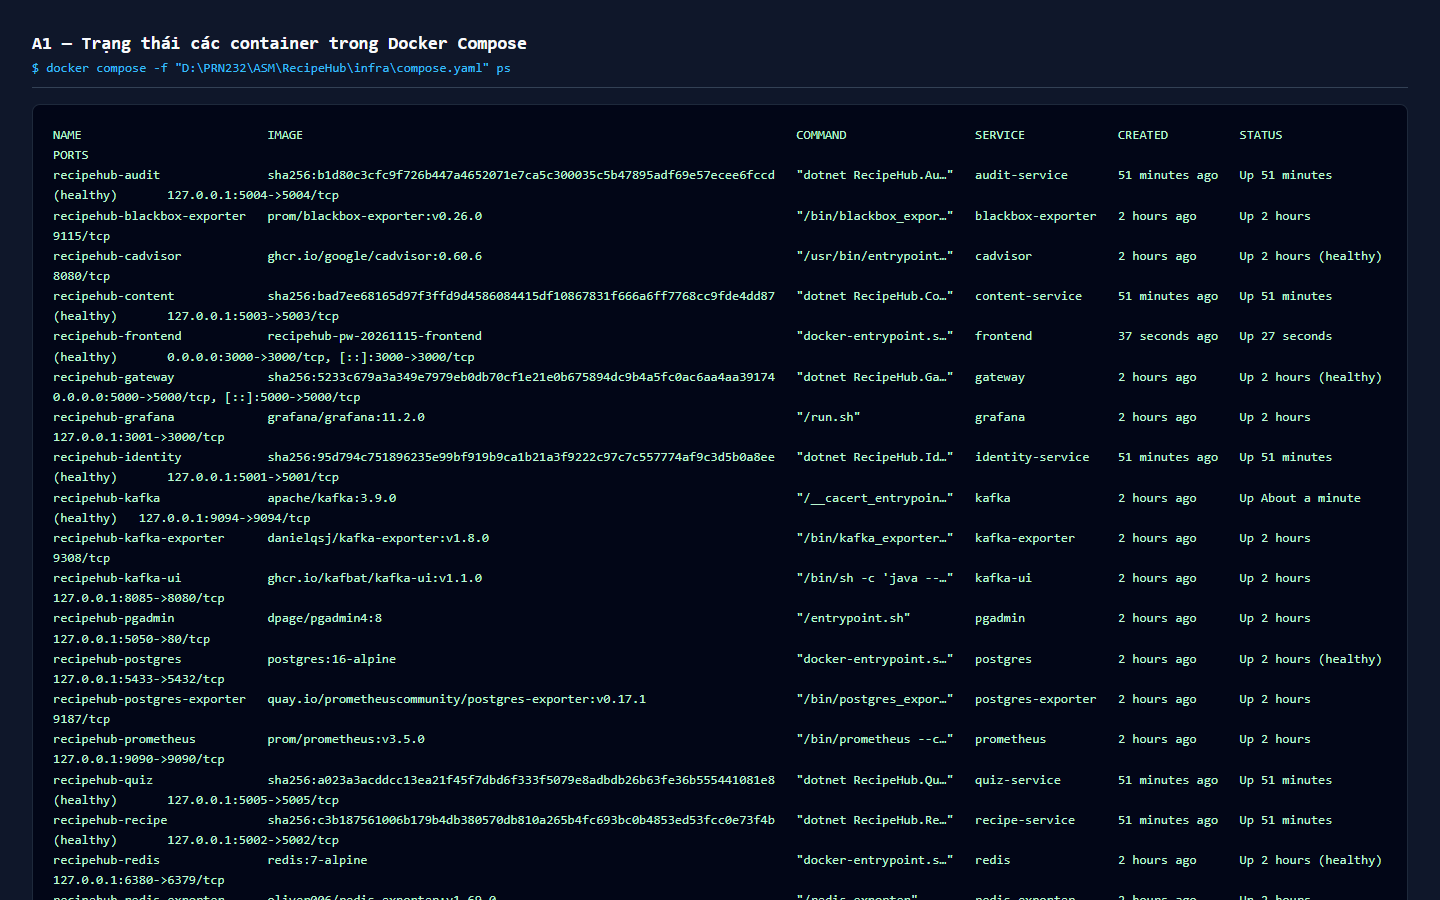 A1 — Trạng thái các container trong Docker Compose
$ docker compose -f "D:\PRN232\ASM\RecipeHub\infra\compose.yaml" ps
NAME IMAGE COMMAND SERVICE CREATED STATUS
PORTS
recipehub-audit sha256:b1d80c3cfc9f726b447a4652071e7ca5c300035c5b47895adf69e57ecee6fccd "dotnet RecipeHub.Au…" audit-service 51 minutes ago Up 51 minutes
(healthy) 127.0.0.1:5004->5004/tcp
recipehub-blackbox-exporter prom/blackbox-exporter:v0.26.0 "/bin/blackbox_expor…" blackbox-exporter 2 hours ago Up 2 hours
9115/tcp
recipehub-cadvisor ghcr.io/google/cadvisor:0.60.6 "/usr/bin/entrypoint…" cadvisor 2 hours ago Up 2 hours (healthy)
8080/tcp
recipehub-content sha256:bad7ee68165d97f3ffd9d4586084415df10867831f666a6ff7768cc9fde4dd87 "dotnet RecipeHub.Co…" content-service 51 minutes ago Up 51 minutes
(healthy) 127.0.0.1:5003->5003/tcp
recipehub-frontend recipehub-pw-20261115-frontend "docker-entrypoint.s…" frontend 37 seconds ago Up 27 seconds
(healthy) 0.0.0.0:3000->3000/tcp, [::]:3000->3000/tcp
recipehub-gateway sha256:5233c679a3a349e7979eb0db70cf1e21e0b675894dc9b4a5fc0ac6aa4aa39174 "dotnet RecipeHub.Ga…" gateway 2 hours ago Up 2 hours (healthy)
0.0.0.0:5000->5000/tcp, [::]:5000->5000/tcp
recipehub-grafana grafana/grafana:11.2.0 "/run.sh" grafana 2 hours ago Up 2 hours
127.0.0.1:3001->3000/tcp
recipehub-identity sha256:95d794c751896235e99bf919b9ca1b21a3f9222c97c7c557774af9c3d5b0a8ee "dotnet RecipeHub.Id…" identity-service 51 minutes ago Up 51 minutes
(healthy) 127.0.0.1:5001->5001/tcp
recipehub-kafka apache/kafka:3.9.0 "/__cacert_entrypoin…" kafka 2 hours ago Up About a minute
(healthy) 127.0.0.1:9094->9094/tcp
recipehub-kafka-exporter danielqsj/kafka-exporter:v1.8.0 "/bin/kafka_exporter…" kafka-exporter 2 hours ago Up 2 hours
9308/tcp
recipehub-kafka-ui ghcr.io/kafbat/kafka-ui:v1.1.0 "/bin/sh -c 'java --…" kafka-ui 2 hours ago Up 2 hours
127.0.0.1:8085->8080/tcp
recipehub-pgadmin dpage/pgadmin4:8 "/entrypoint.sh" pgadmin 2 hours ago Up 2 hours
127.0.0.1:5050->80/tcp
recipehub-postgres postgres:16-alpine "docker-entrypoint.s…" postgres 2 hours ago Up 2 hours (healthy)
127.0.0.1:5433->5432/tcp
recipehub-postgres-exporter quay.io/prometheuscommunity/postgres-exporter:v0.17.1 "/bin/postgres_expor…" postgres-exporter 2 hours ago Up 2 hours
9187/tcp
recipehub-prometheus prom/prometheus:v3.5.0 "/bin/prometheus --c…" prometheus 2 hours ago Up 2 hours
127.0.0.1:9090->9090/tcp
recipehub-quiz sha256:a023a3acddcc13ea21f45f7dbd6f333f5079e8adbdb26b63fe36b555441081e8 "dotnet RecipeHub.Qu…" quiz-service 51 minutes ago Up 51 minutes
(healthy) 127.0.0.1:5005->5005/tcp
recipehub-recipe sha256:c3b187561006b179b4db380570db810a265b4fc693bc0b4853ed53fcc0e73f4b "dotnet RecipeHub.Re…" recipe-service 51 minutes ago Up 51 minutes
(healthy) 127.0.0.1:5002->5002/tcp
recipehub-redis redis:7-alpine "docker-entrypoint.s…" redis 2 hours ago Up 2 hours (healthy)
127.0.0.1:6380->6379/tcp